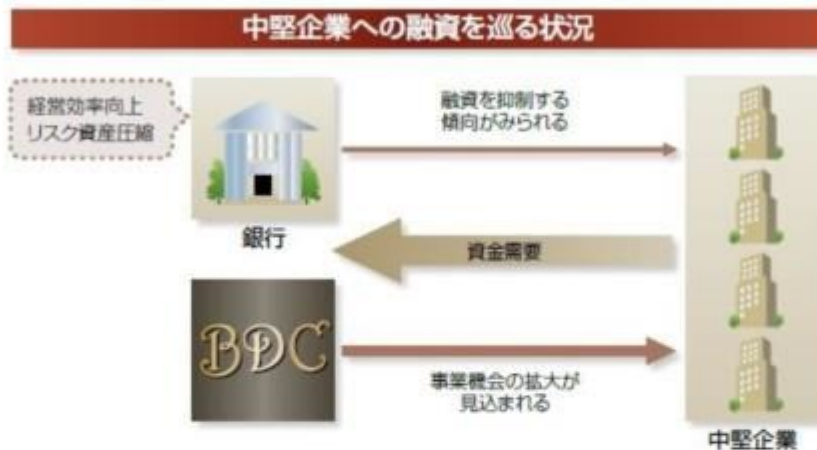 中堅企業への融資を巡る状況
経営効率向上
リスク資産圧縮
融資を抑制する
傾向がみられる
銀行
資金需要
BDC
事業機会の拡大が
見込まれる
中堅企業